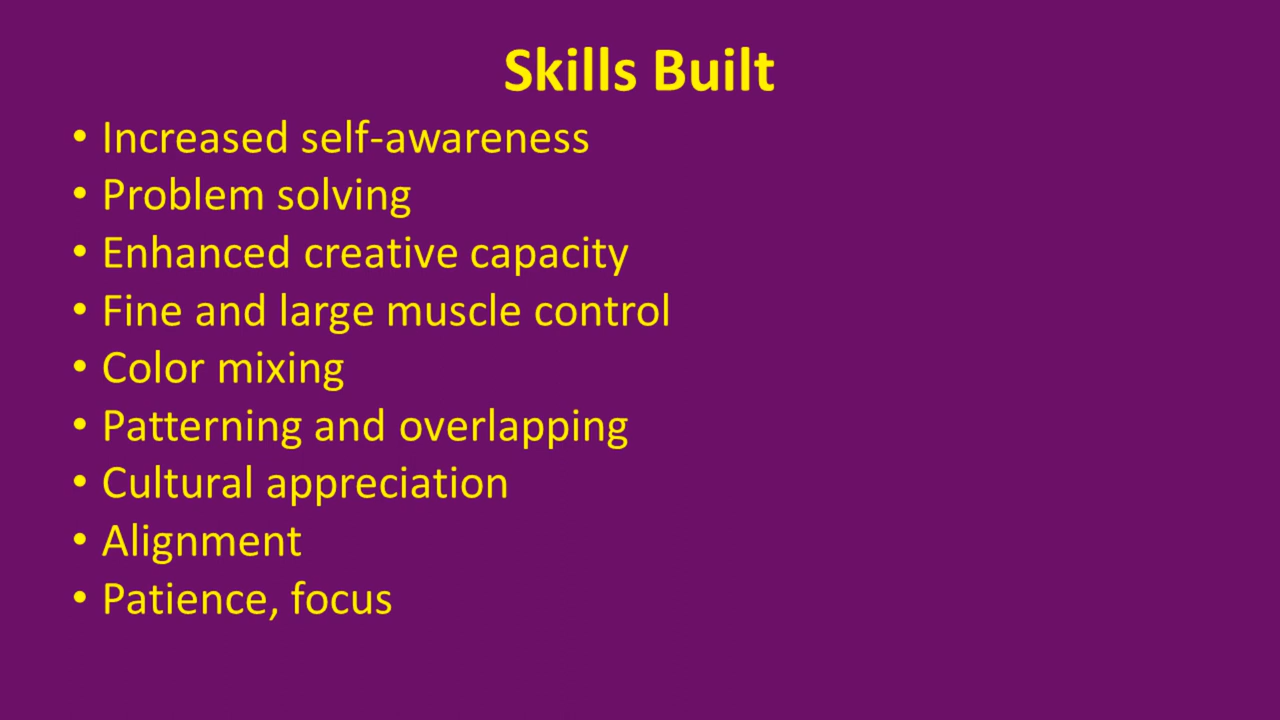 Skills Built
• Increased self-awareness
• Problem solving
• Enhanced creative capacity
• Fine and large muscle control
• Color mixing
• Patterning and overlapping
• Cultural appreciation
• Alignment
• Patience, focus